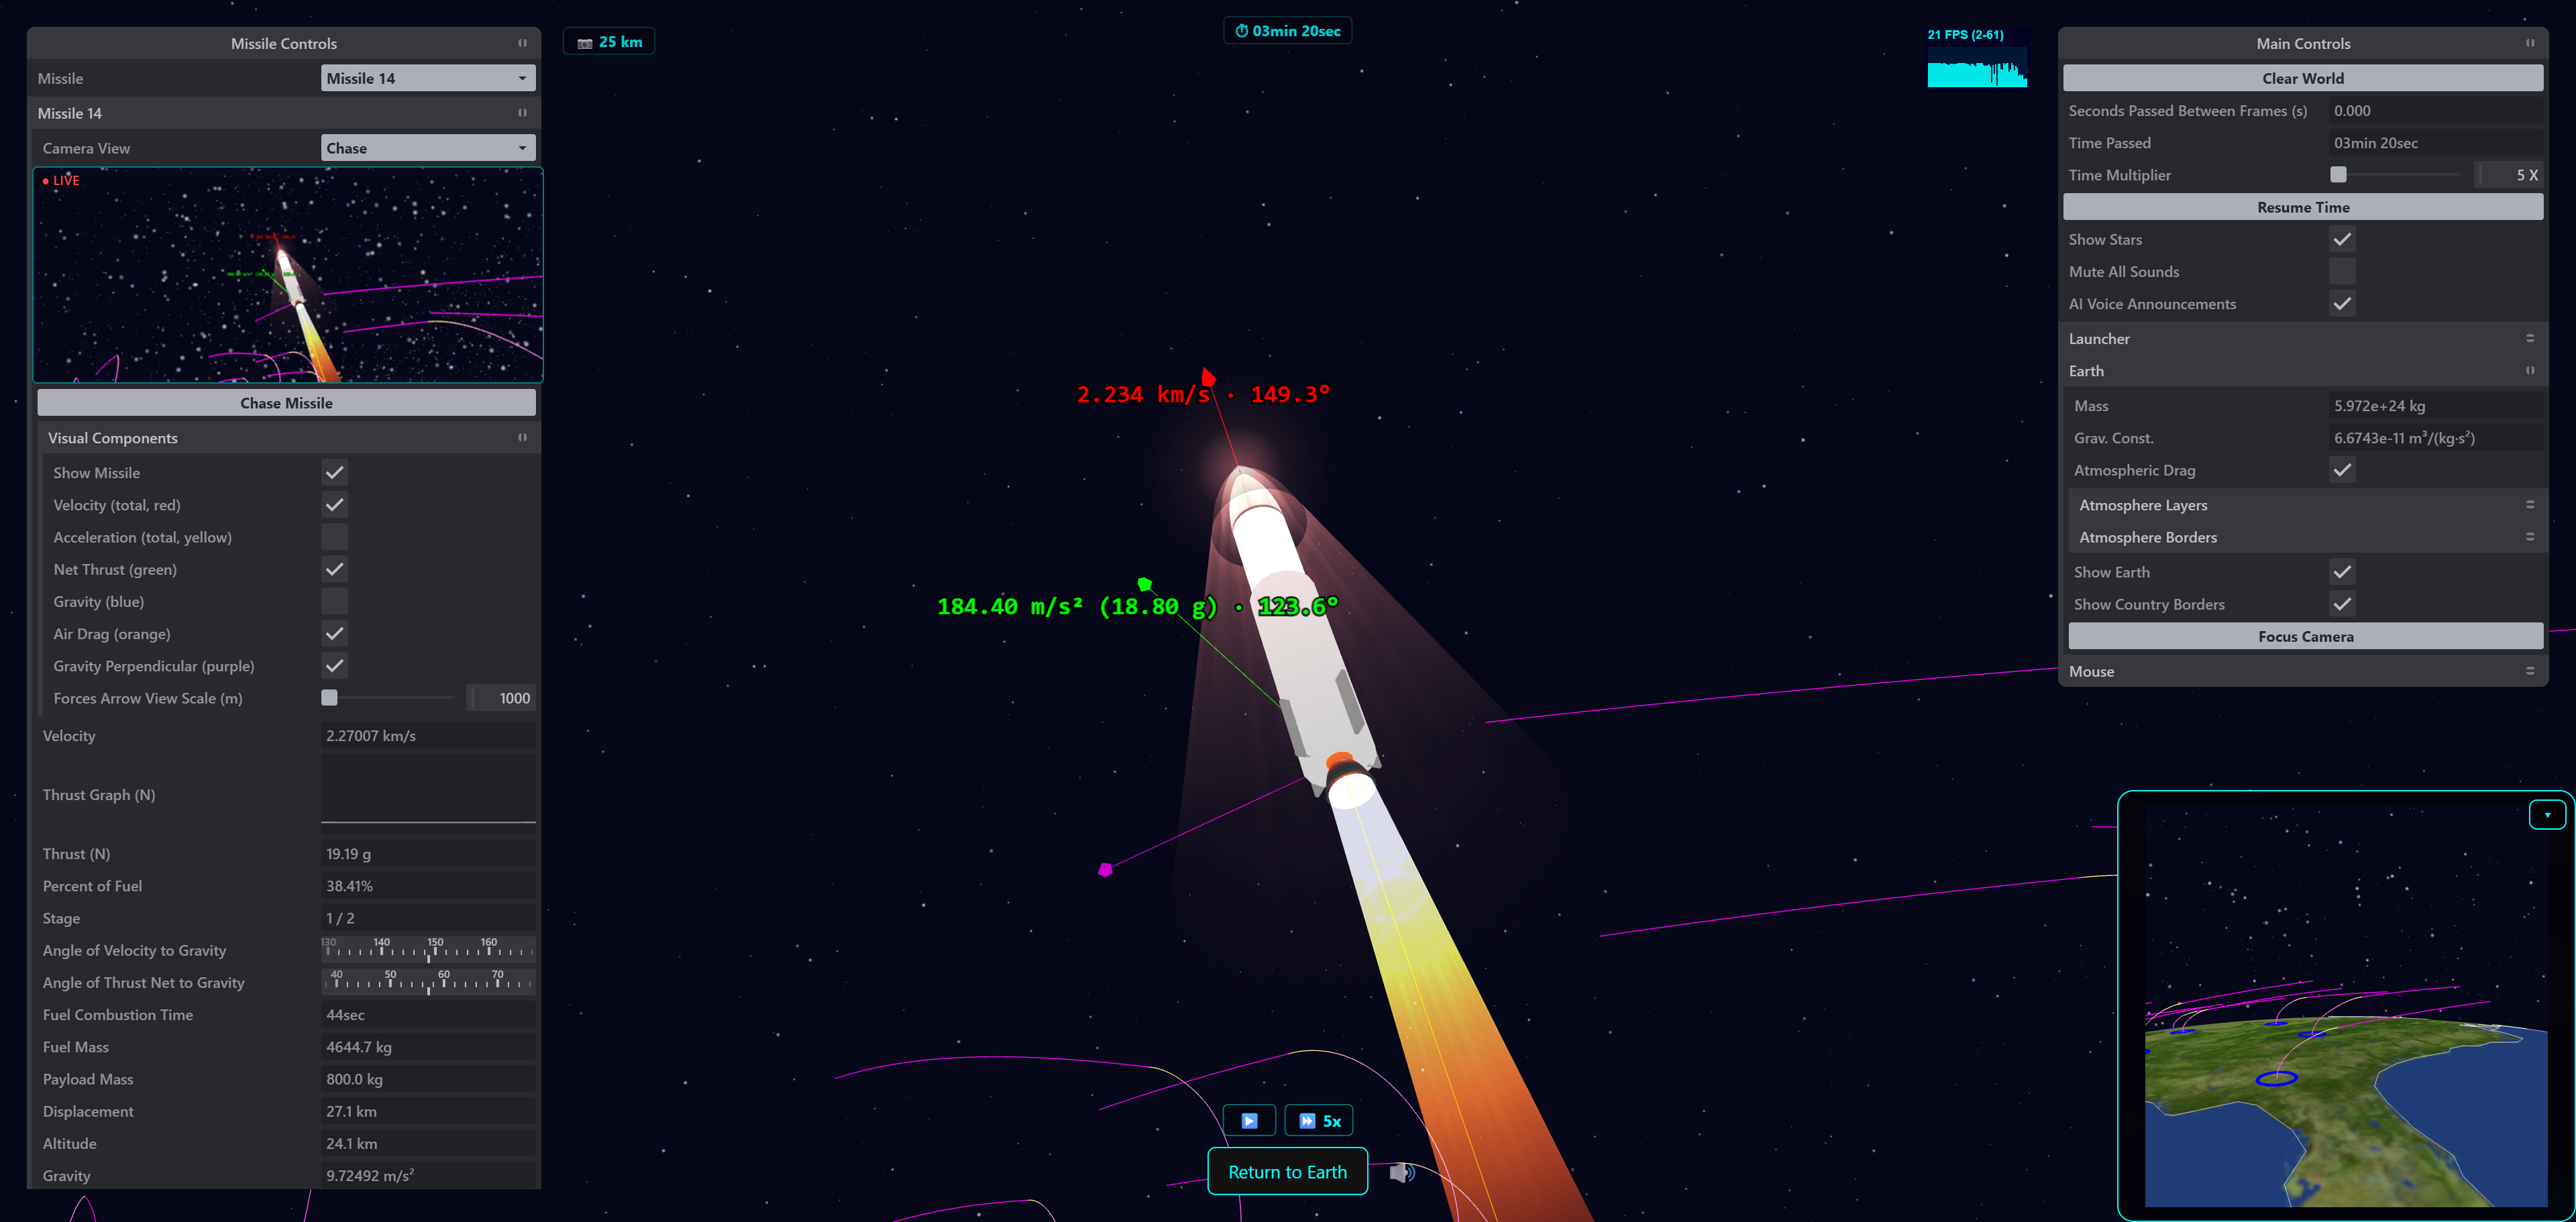 Missile Controls
Missile
Missile 14
Missile 14
Camera View
Chase
LIVE
Chase Missile
Visual Components
Show Missile
Velocity (total, red)
Acceleration (total, yellow)
Net Thrust (green)
Gravity (blue)
Air Drag (orange)
Gravity Perpendicular (purple)
Forces Arrow View Scale (m)
1000
Velocity
2.27007 km/s
Thrust Graph (N)
Thrust (N)
19.19 g
Percent of Fuel
38.41%
Stage
1 / 2
Angle of Velocity to Gravity
130 140 150 160
Angle of Thrust Net to Gravity
40 50 60 70
Fuel Combustion Time
44sec
Fuel Mass
4644.7 kg
Payload Mass
800.0 kg
Displacement
27.1 km
Altitude
24.1 km
Gravity
9.72492 m/s²
25 km
03min 20sec
2.234 km/s · 149.3°
184.40 m/s² (18.80 g) · 123.6°
5x
Return to Earth
21 FPS (2-61)
Main Controls
Clear World
Seconds Passed Between Frames (s)
0.000
Time Passed
03min 20sec
Time Multiplier
5 X
Resume Time
Show Stars
Mute All Sounds
AI Voice Announcements
Launcher
Earth
Mass
5.972e+24 kg
Grav. Const.
6.6743e-11 m³/(kg·s²)
Atmospheric Drag
Atmosphere Layers
Atmosphere Borders
Show Earth
Show Country Borders
Focus Camera
Mouse